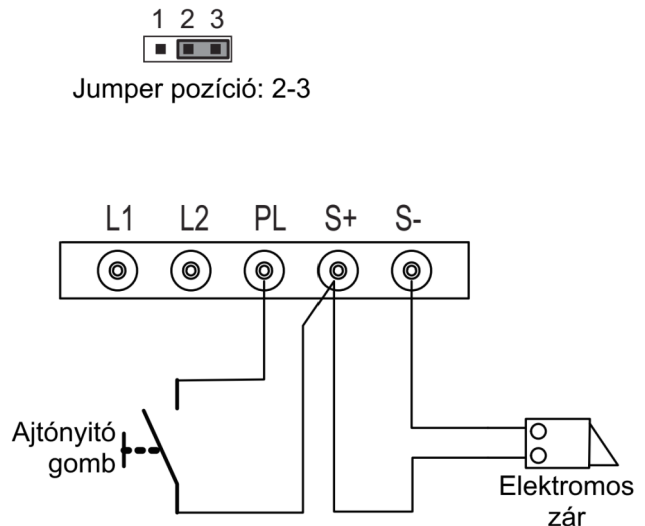 1 2 3
Jumper pozíció: 2-3
L1 L2 PL S+ S-
Ajtónyitó
gomb
Elektromos
zár